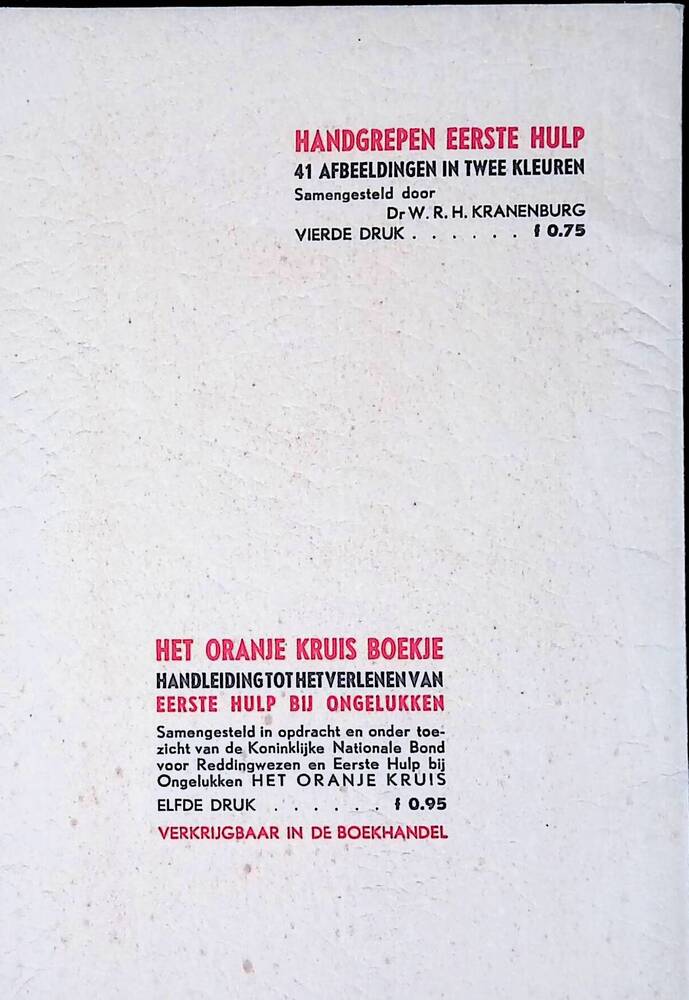 HANDGREPEN EERSTE HULP
41 AFBEELDINGEN IN TWEE KLEUREN
Samengesteld door
Dr W. R. H. KRANENBURG
VIERDE DRUK . . . . . . f 0.75
HET ORANJE KRUIS BOEKJE
HANDLEIDING TOT HET VERLENEN VAN
EERSTE HULP BIJ ONGELUKKEN
Samengesteld in opdracht en onder toe-
zicht van de Koninklijke Nationale Bond
voor Reddingwezen en Eerste Hulp bij
Ongelukken HET ORANJE KRUIS
ELFDE DRUK . . . . . . f 0.95
VERKRIJGBAAR IN DE BOEKHANDEL